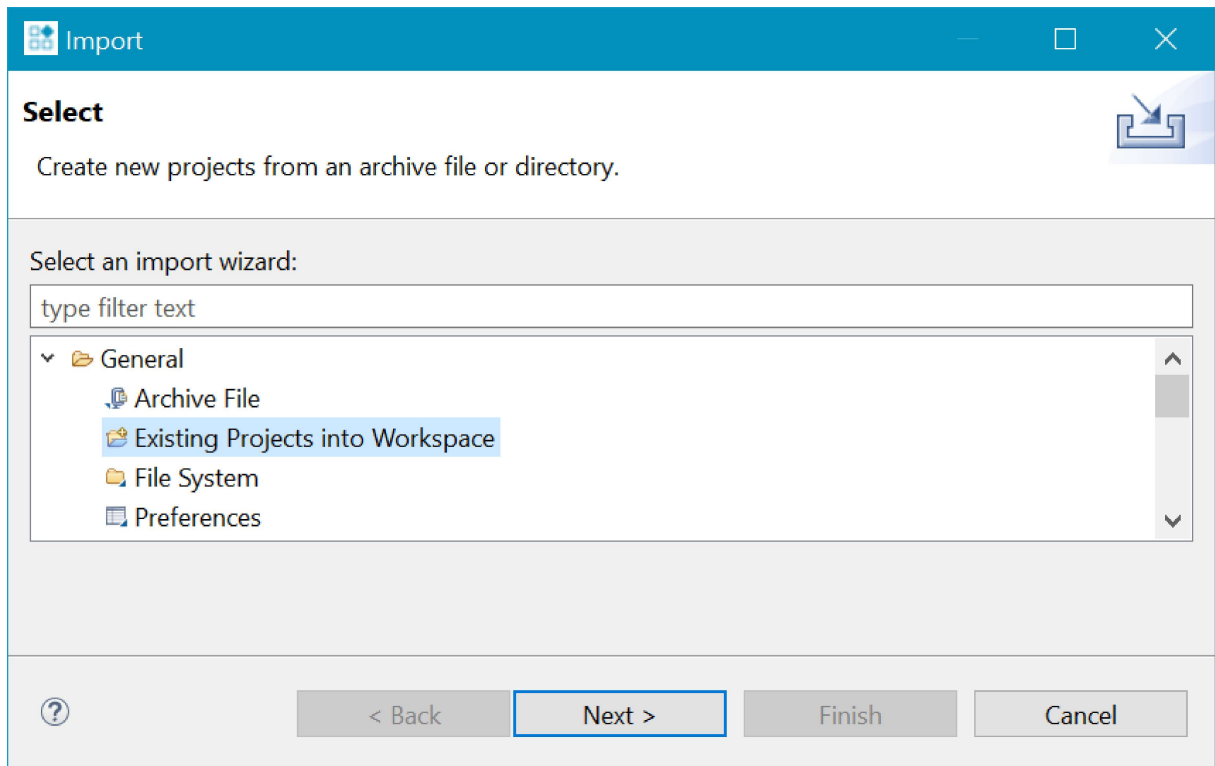 Import
Select
Create new projects from an archive file or directory.
Select an import wizard:
type filter text
General
Archive File
Existing Projects into Workspace
File System
Preferences
? < Back Next > Finish Cancel